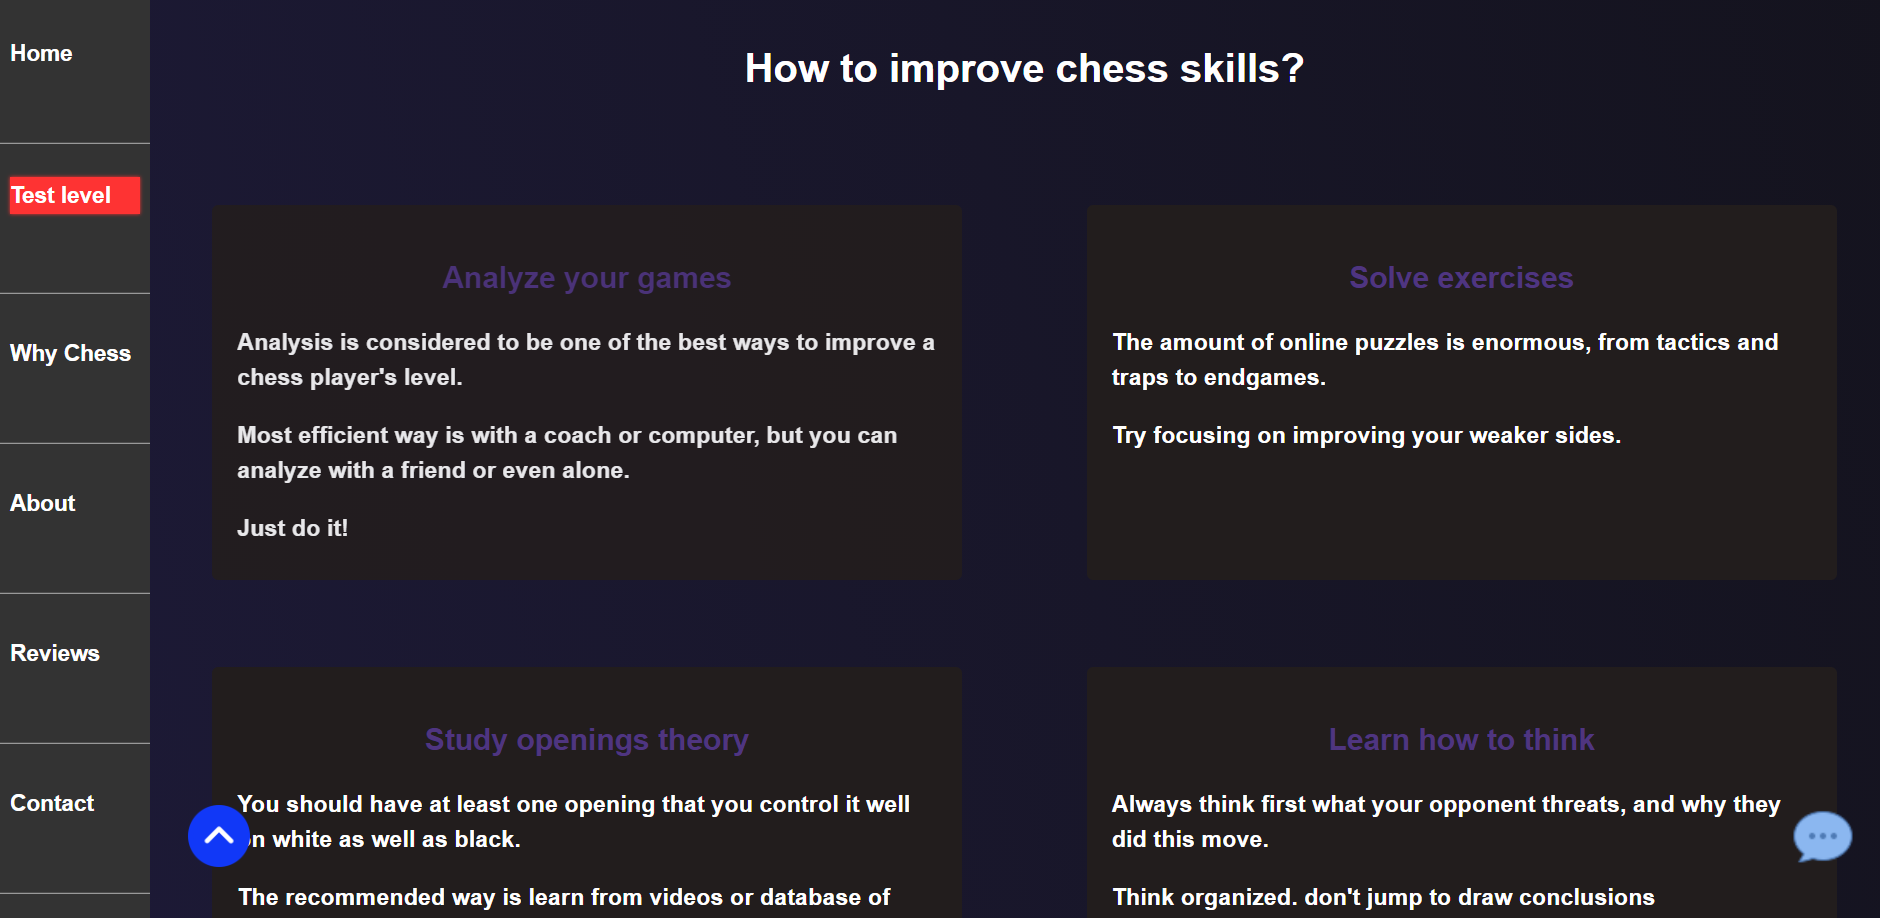 Home
Test level
Why Chess
About
Reviews
Contact
How to improve chess skills?
Analyze your games
Analysis is considered to be one of the best ways to improve a
chess player's level.
Most efficient way is with a coach or computer, but you can
analyze with a friend or even alone.
Just do it!
Solve exercises
The amount of online puzzles is enormous, from tactics and
traps to endgames.
Try focusing on improving your weaker sides.
Study openings theory
You should have at least one opening that you control it well
on white as well as black.
The recommended way is learn from videos or database of
Learn how to think
Always think first what your opponent threats, and why they
did this move.
Think organized. don't jump to draw conclusions